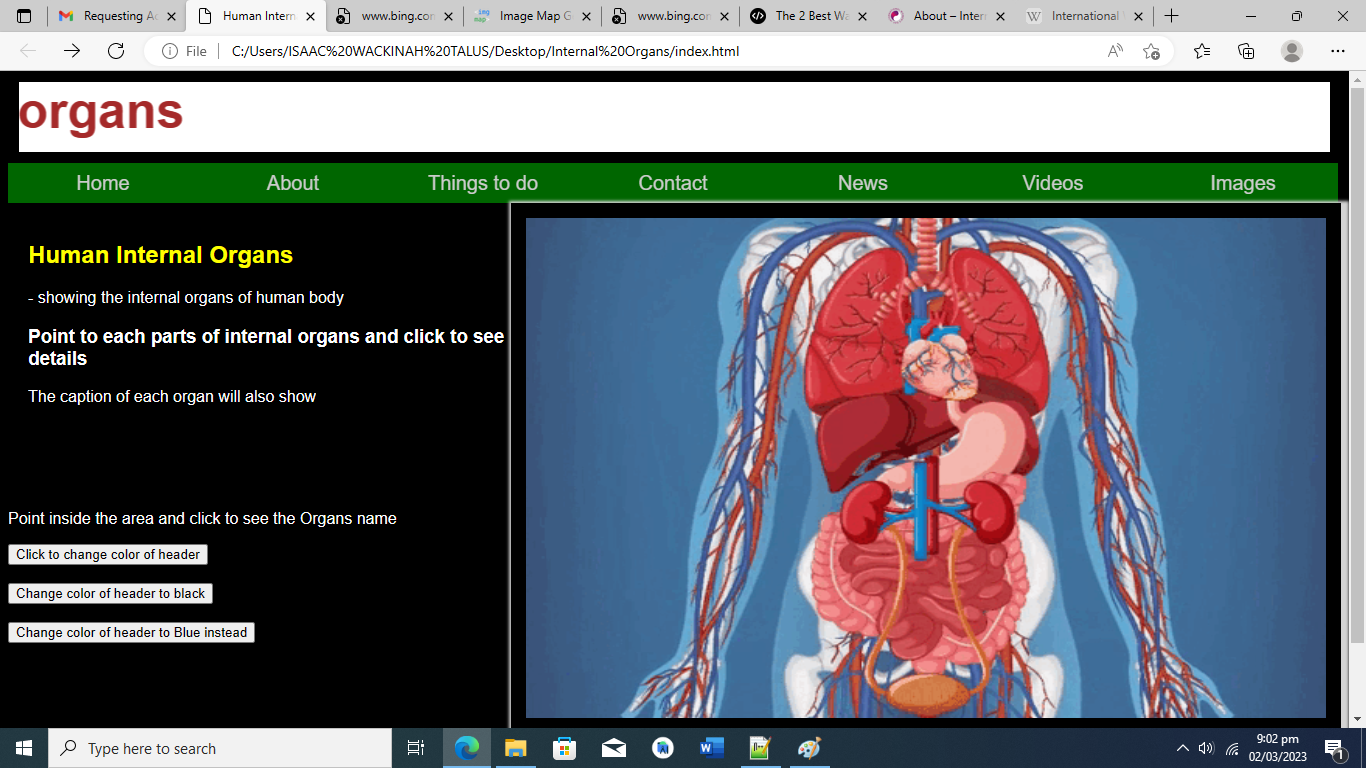 Requesting Ac
Human Intern
www.bing.com
Image Map G
www.bing.com
The 2 Best Wa
About – Inter
International
File
C:/Users/ISAAC%20WACKINAH%20TALUS/Desktop/Internal%20Organs/index.html
organs
Home About Things to do Contact News Videos Images
Human Internal Organs
- showing the internal organs of human body
Point to each parts of internal organs and click to see
details
The caption of each organ will also show
Point inside the area and click to see the Organs name
Click to change color of header
Change color of header to black
Change color of header to Blue instead
Type here to search
9:02 pm
02/03/2023
1